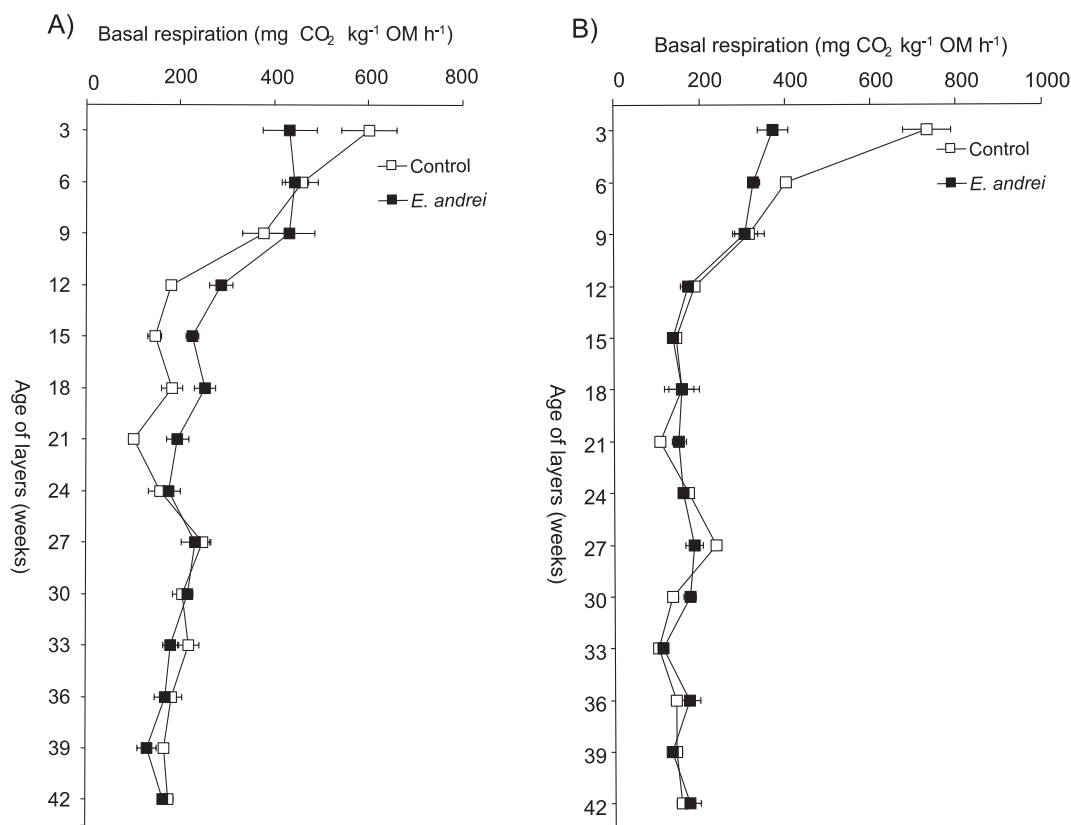 A)
Basal respiration (mg CO₂ kg⁻¹ OM h⁻¹)
0 200 400 600 800
3
6
9
12
15
18
21
24
27
30
33
36
39
42
Age of layers (weeks)
Control
E. andrei
B)
Basal respiration (mg CO₂ kg⁻¹ OM h⁻¹)
0 200 400 600 800 1000
3
6
9
12
15
18
21
24
27
30
33
36
39
42
Age of layers (weeks)
Control
E. andrei